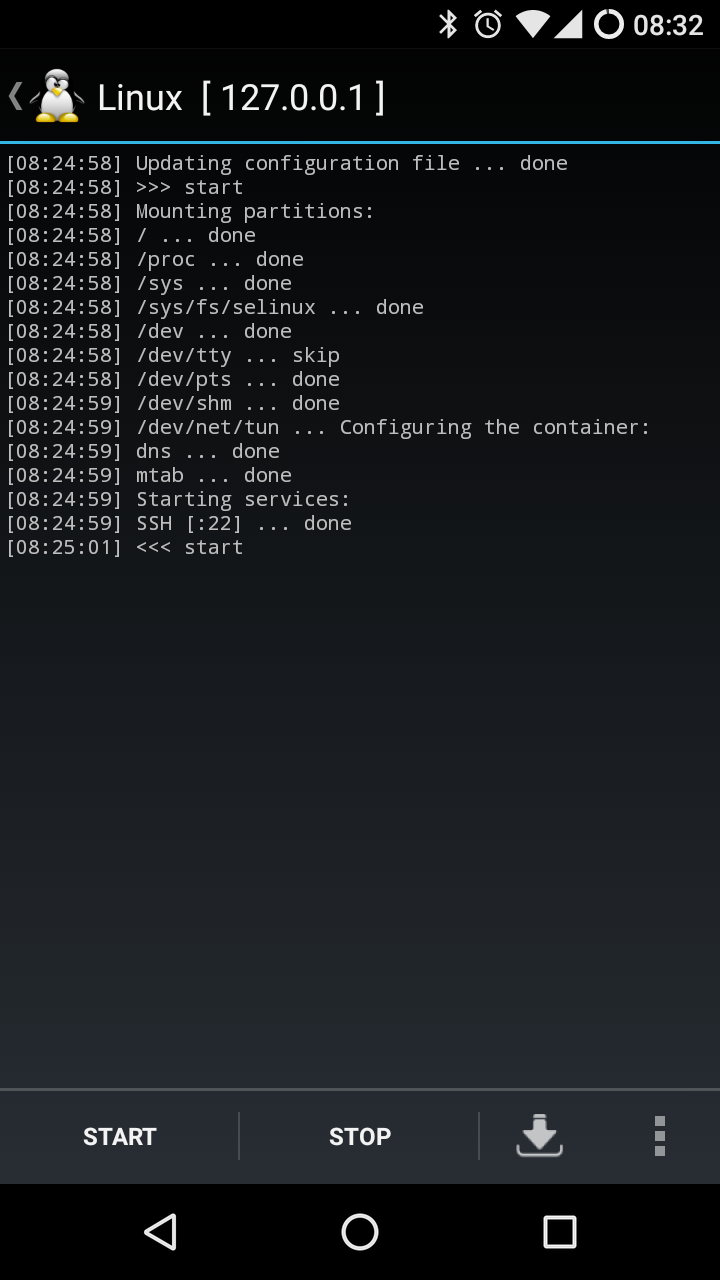 08:32
Linux [ 127.0.0.1 ]
[08:24:58] Updating configuration file ... done
[08:24:58] >>> start
[08:24:58] Mounting partitions:
[08:24:58] / ... done
[08:24:58] /proc ... done
[08:24:58] /sys ... done
[08:24:58] /sys/fs/selinux ... done
[08:24:58] /dev ... done
[08:24:58] /dev/tty ... skip
[08:24:58] /dev/pts ... done
[08:24:59] /dev/shm ... done
[08:24:59] /dev/net/tun ... Configuring the container:
[08:24:59] dns ... done
[08:24:59] mtab ... done
[08:24:59] Starting services:
[08:24:59] SSH [:22] ... done
[08:25:01] <<< start
START STOP